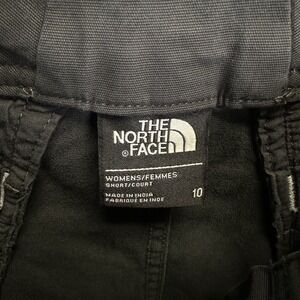 THE
NORTH
®FACE
WOMENS/FEMMES
SHORT/COURT
10
MADE IN INDIA
FABRIQUE EN INDE